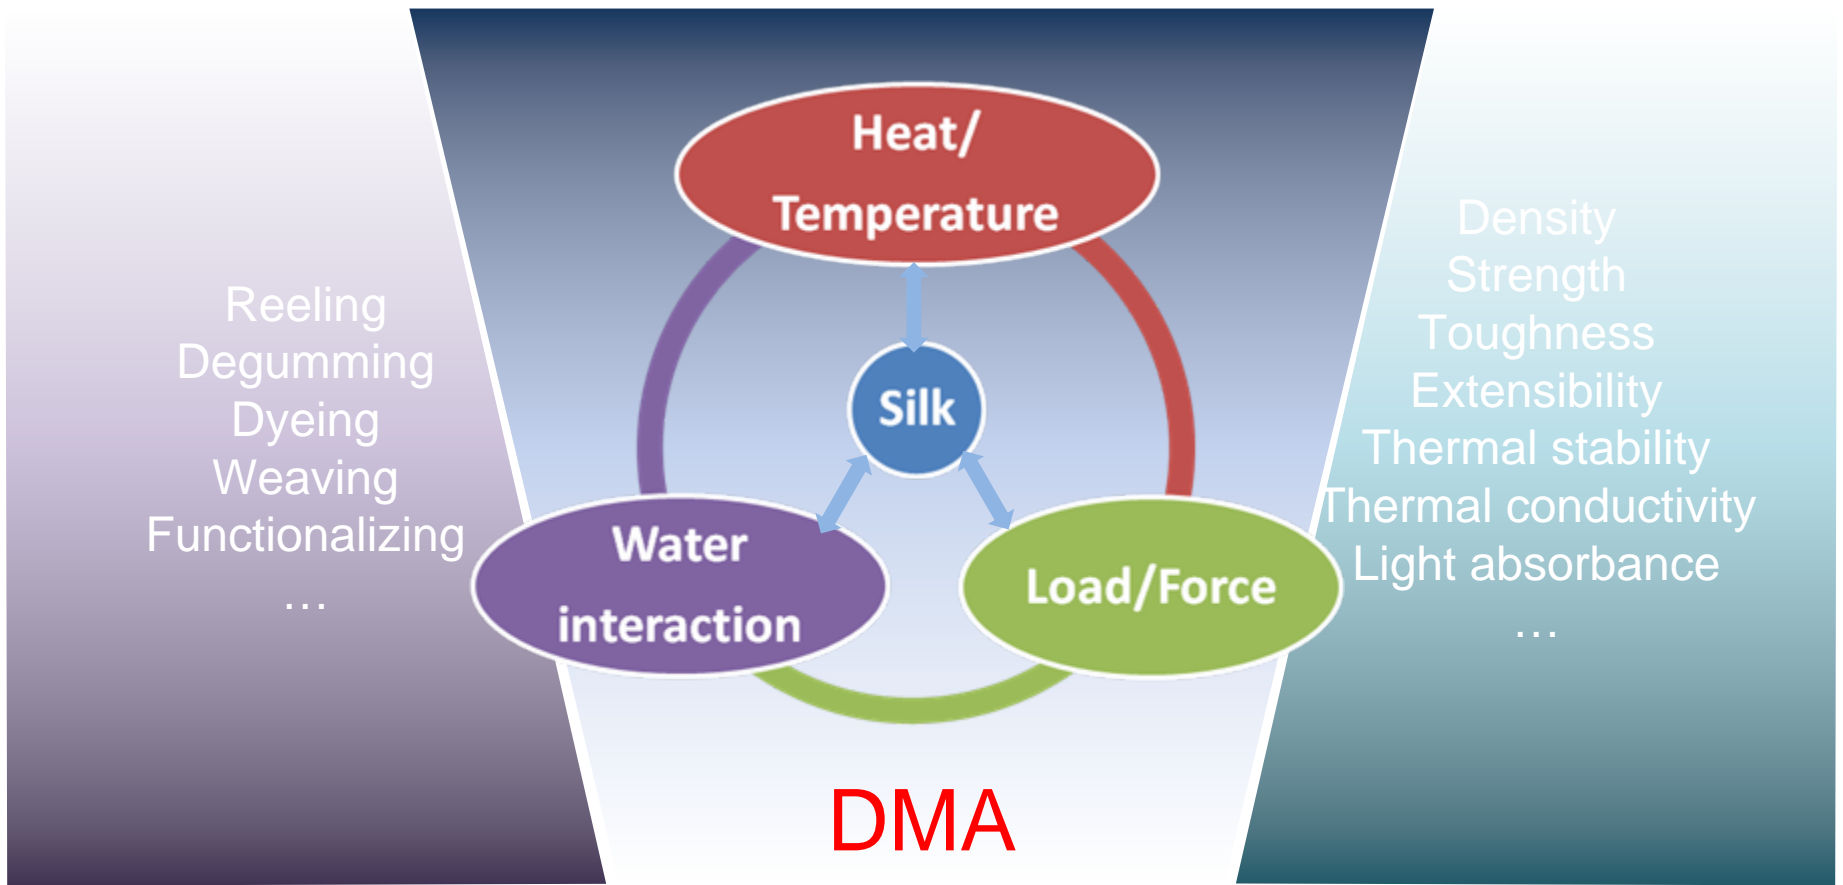 Reeling
Degumming
Dyeing
Weaving
Functionalizing
…
Heat/
Temperature
Silk
Water
interaction
Load/Force
DMA
Density
Strength
Toughness
Extensibility
Thermal stability
Thermal conductivity
Light absorbance
…